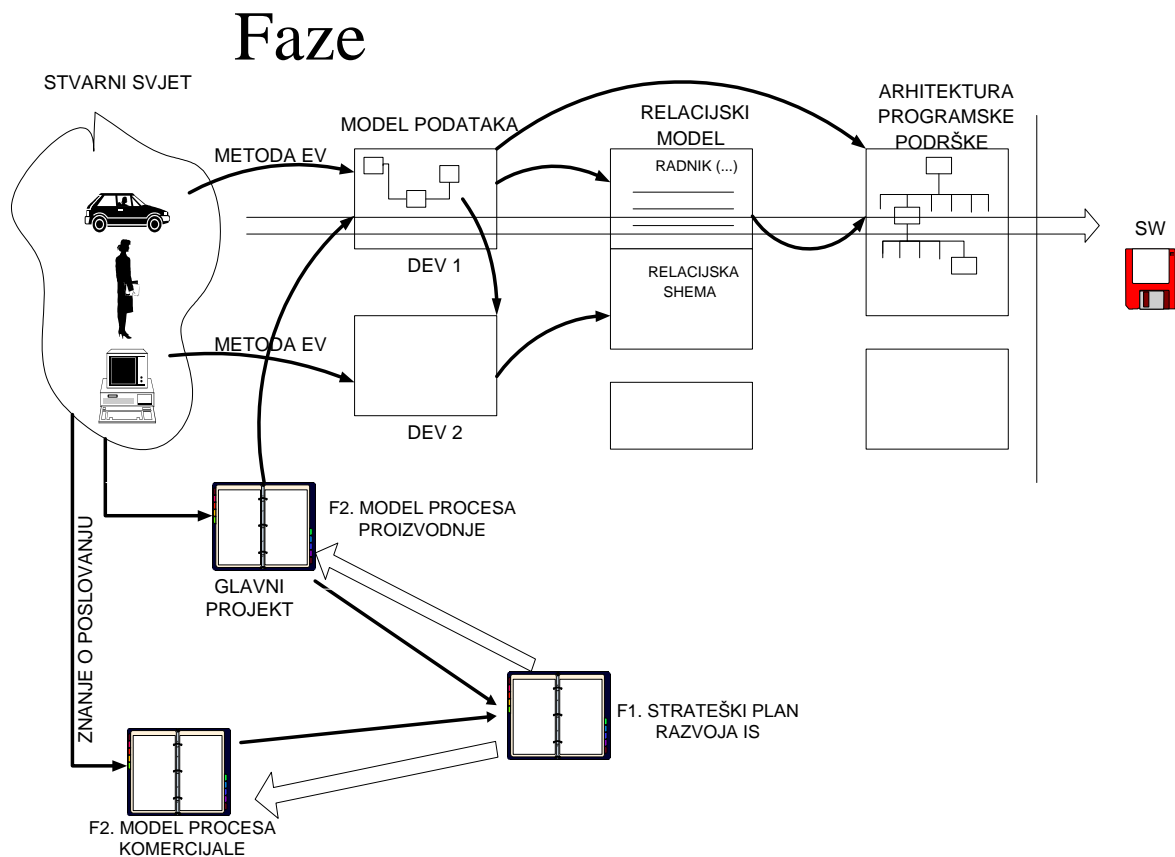 Faze
STVARNI SVJET
METODA EV
MODEL PODATAKA
RELACIJSKI
MODEL
RADNIK (...)
ARHITEKTURA
PROGRAMSKE
PODRŠKE
SW
DEV 1
RELACIJSKA
SHEMA
METODA EV
DEV 2
ZNANJE O POSLOVANJU
F2. MODEL PROCESA
PROIZVODNJE
GLAVNI
PROJEKT
F1. STRATEŠKI PLAN
RAZVOJA IS
F2. MODEL PROCESA
KOMERCIJALE